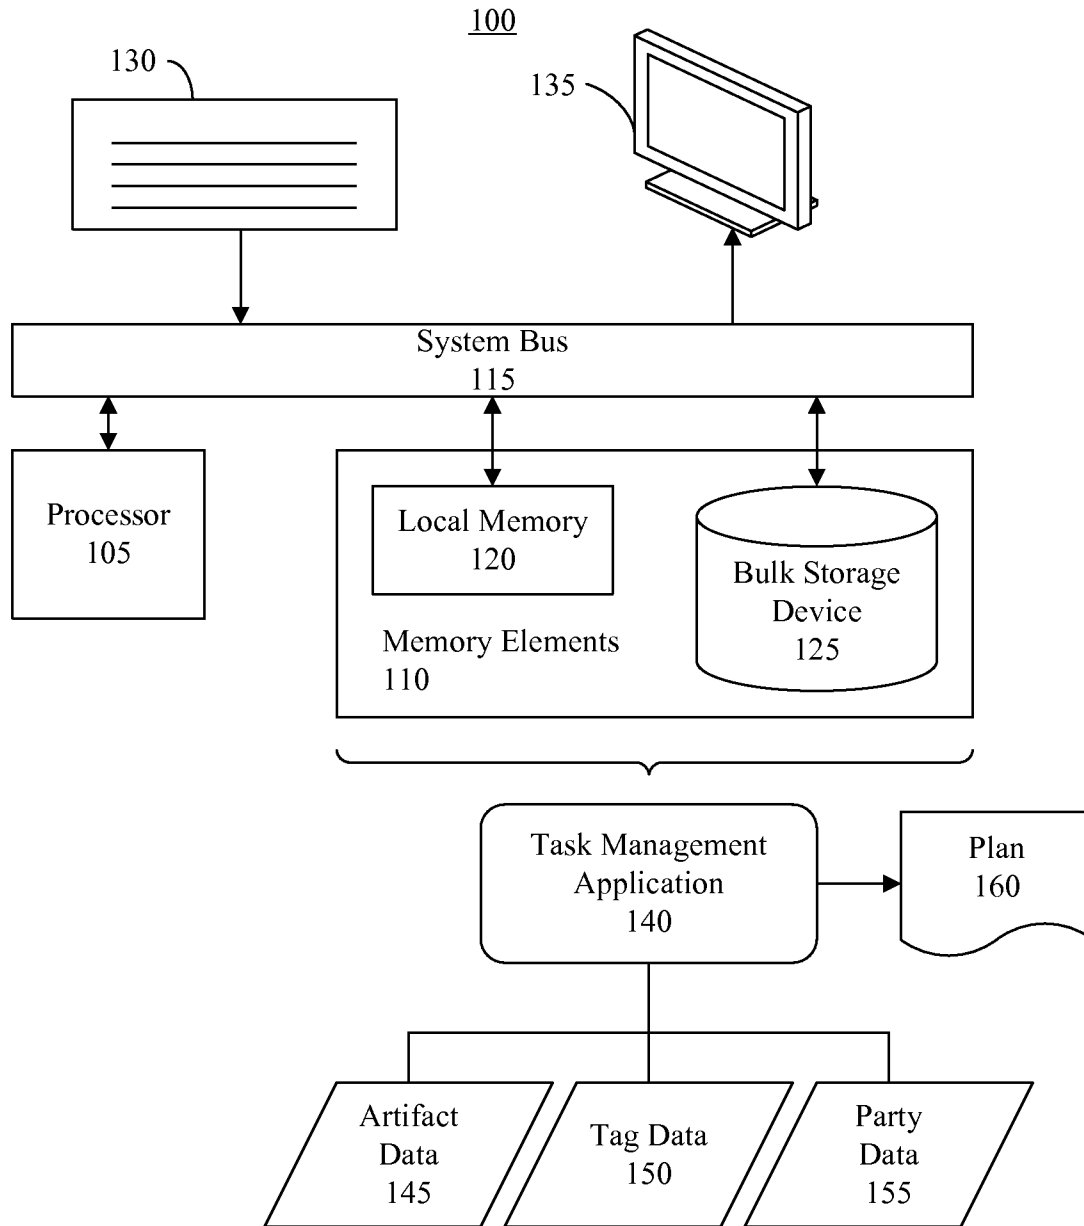 100
130
135
System Bus
115
Processor
105
Local Memory
120
Memory Elements
110
Bulk Storage
Device
125
Task Management
Application
140
Plan
160
Artifact
Data
145
Tag Data
150
Party
Data
155